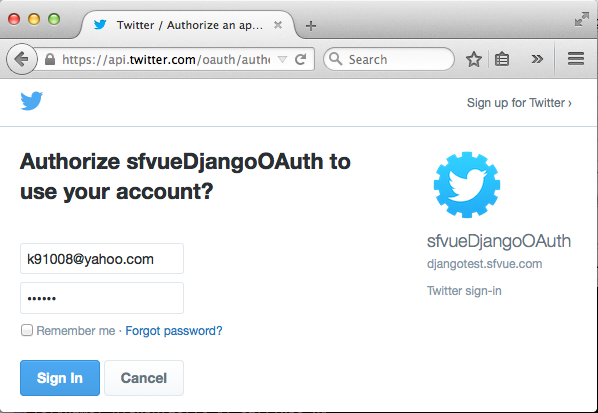 Twitter / Authorize an ap...
https://api.twitter.com/oauth/authe
Search
Sign up for Twitter ›
Authorize sfvueDjangoOAuth to
use your account?
k91008@yahoo.com
••••••
Remember me · Forgot password?
Sign In
Cancel
sfvueDjangoOAuth
djangotest.sfvue.com
Twitter sign-in